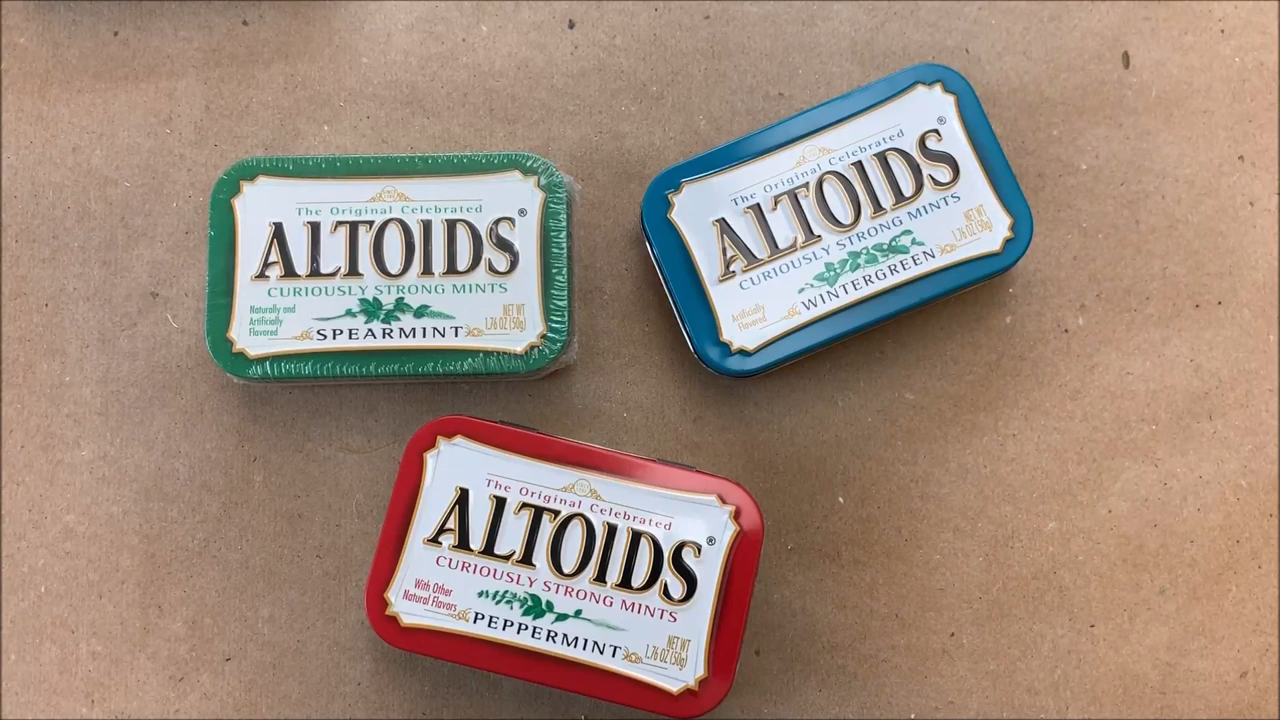 The Original Celebrated
ALTOIDS®
CURIOUSLY STRONG MINTS
Naturally and
Artificially
Flavored
SPEARMINT
NET WT
1.76 OZ (50g)
The Original Celebrated
ALTOIDS®
CURIOUSLY STRONG MINTS
Artificially
Flavored
WINTERGREEN
NET WT
1.76 OZ (50g)
The Original Celebrated
ALTOIDS®
CURIOUSLY STRONG MINTS
With Other
Natural Flavors
PEPPERMINT
NET WT
1.76 OZ (50g)